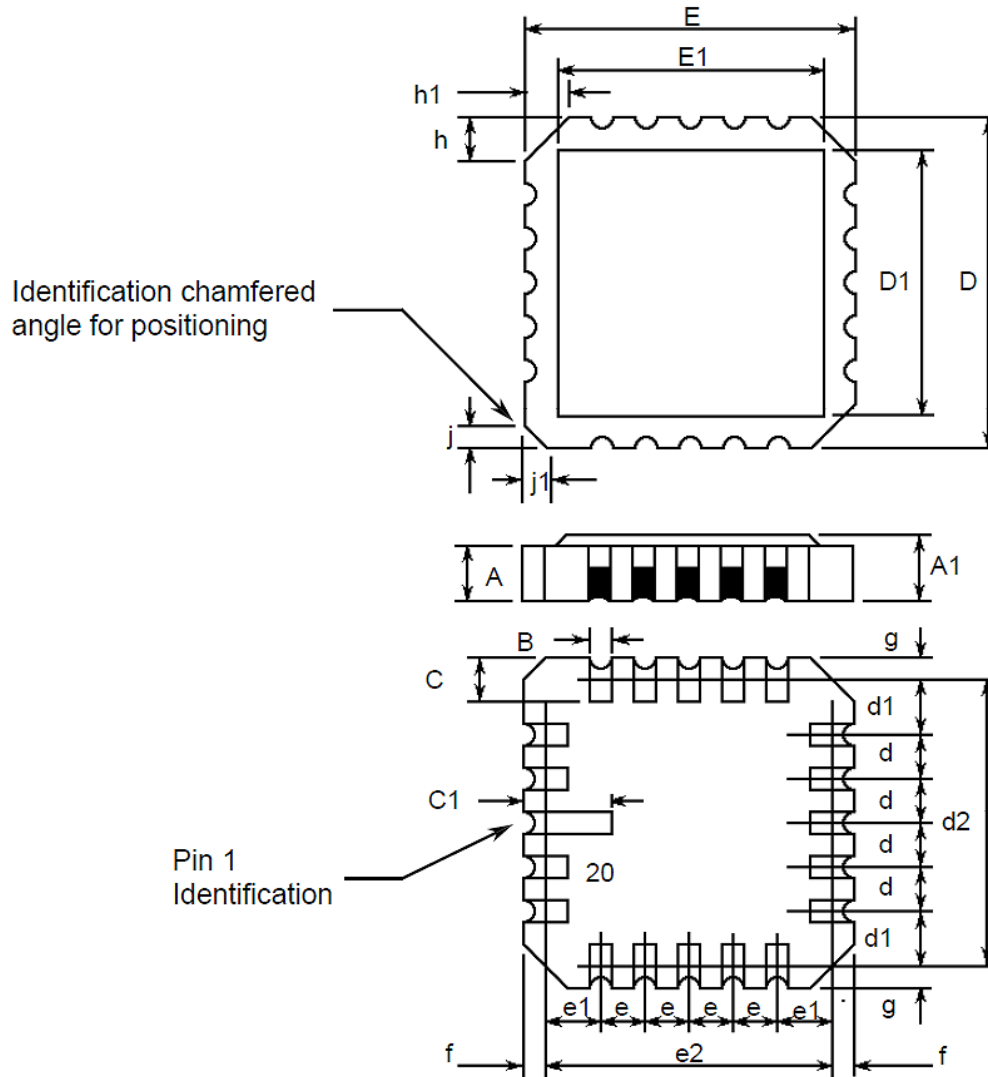 E
E1
h1
h
D1
D
Identification chamfered
angle for positioning
j
j1
A
A1
B
g
C
d1
d
C1
d
d2
Pin 1
Identification
20
d
d
d1
e1 e e e e e1
g
f
e2
f